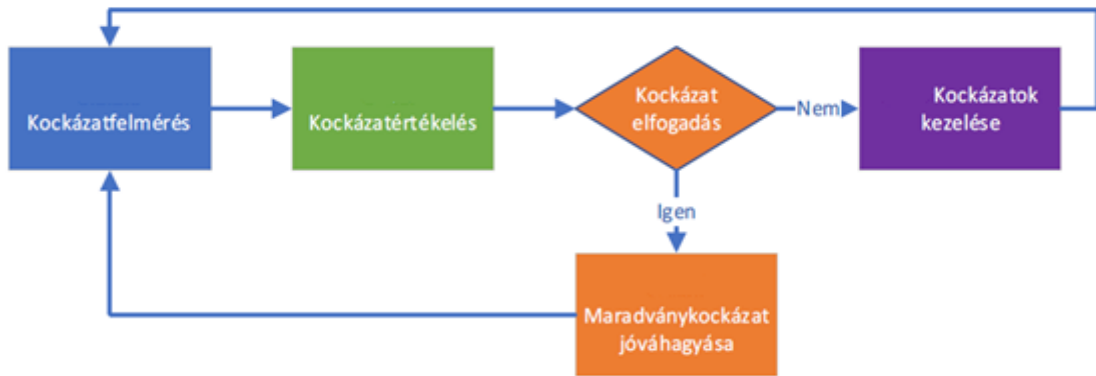 Kockázatfelmérés
Kockázatértékelés
Kockázat
elfogadás
Nem
Kockázatok
kezelése
Igen
Maradványkockázat
jóváhagyása